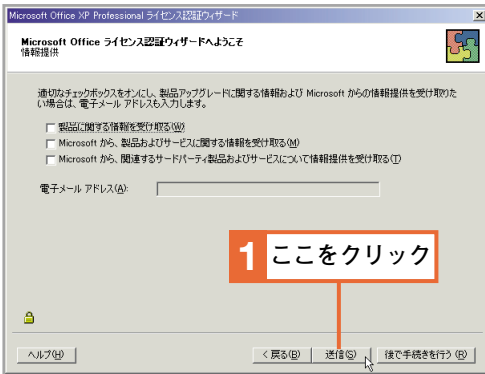 Microsoft Office XP Professional ライセンス認証ウィザード
Microsoft Office ライセンス認証ウィザードへようこそ
情報提供
適切なチェックボックスをオンにし、製品アップグレードに関する情報および Microsoft からの情報提供を受け取りた
い場合は、電子メール アドレスも入力します。
製品に関する情報を受け取る(W)
Microsoft から、製品およびサービスに関する情報を受け取る(M)
Microsoft から、関連するサードパーティ製品およびサービスについて情報提供を受け取る(T)
電子メール アドレス(A):
1 ここをクリック
ヘルプ(H) < 戻る(B) 送信(S) 後で手続きを行う (R)